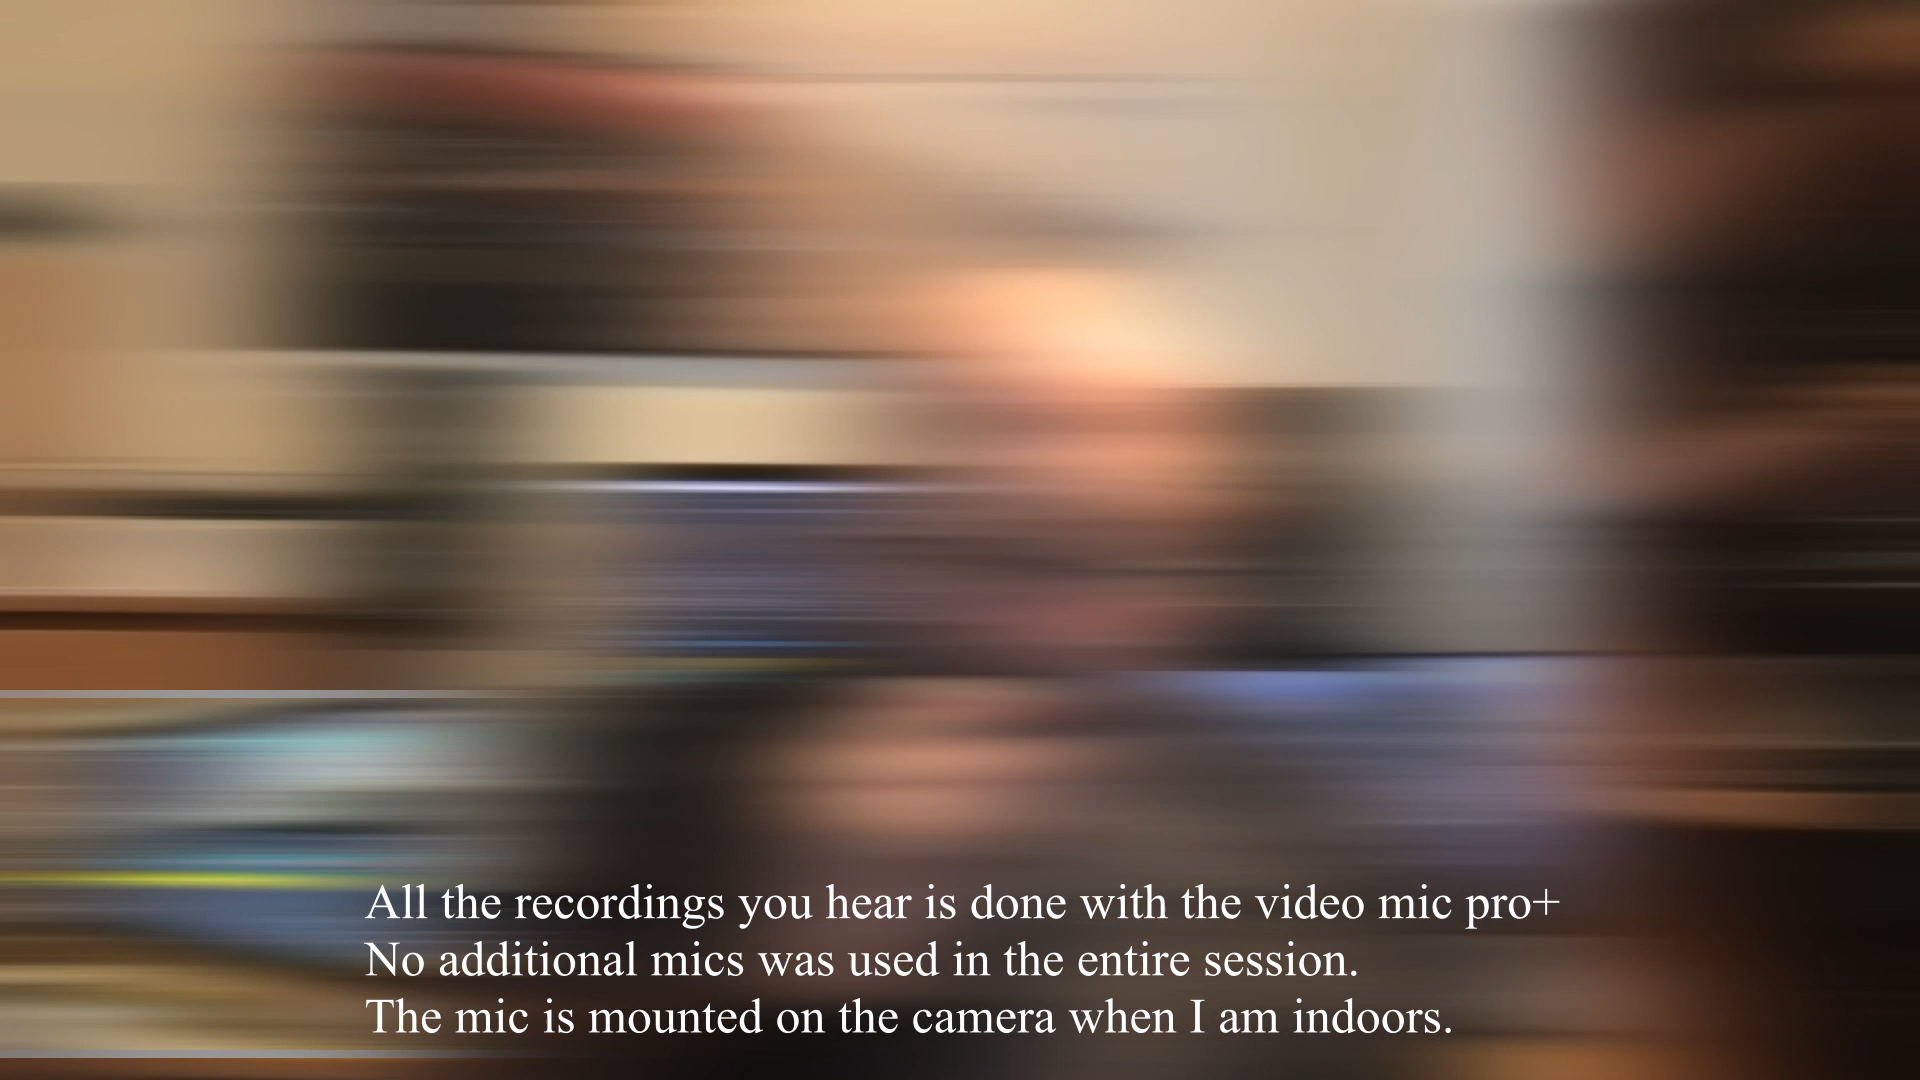 All the recordings you hear is done with the video mic pro+
No additional mics was used in the entire session.
The mic is mounted on the camera when I am indoors.